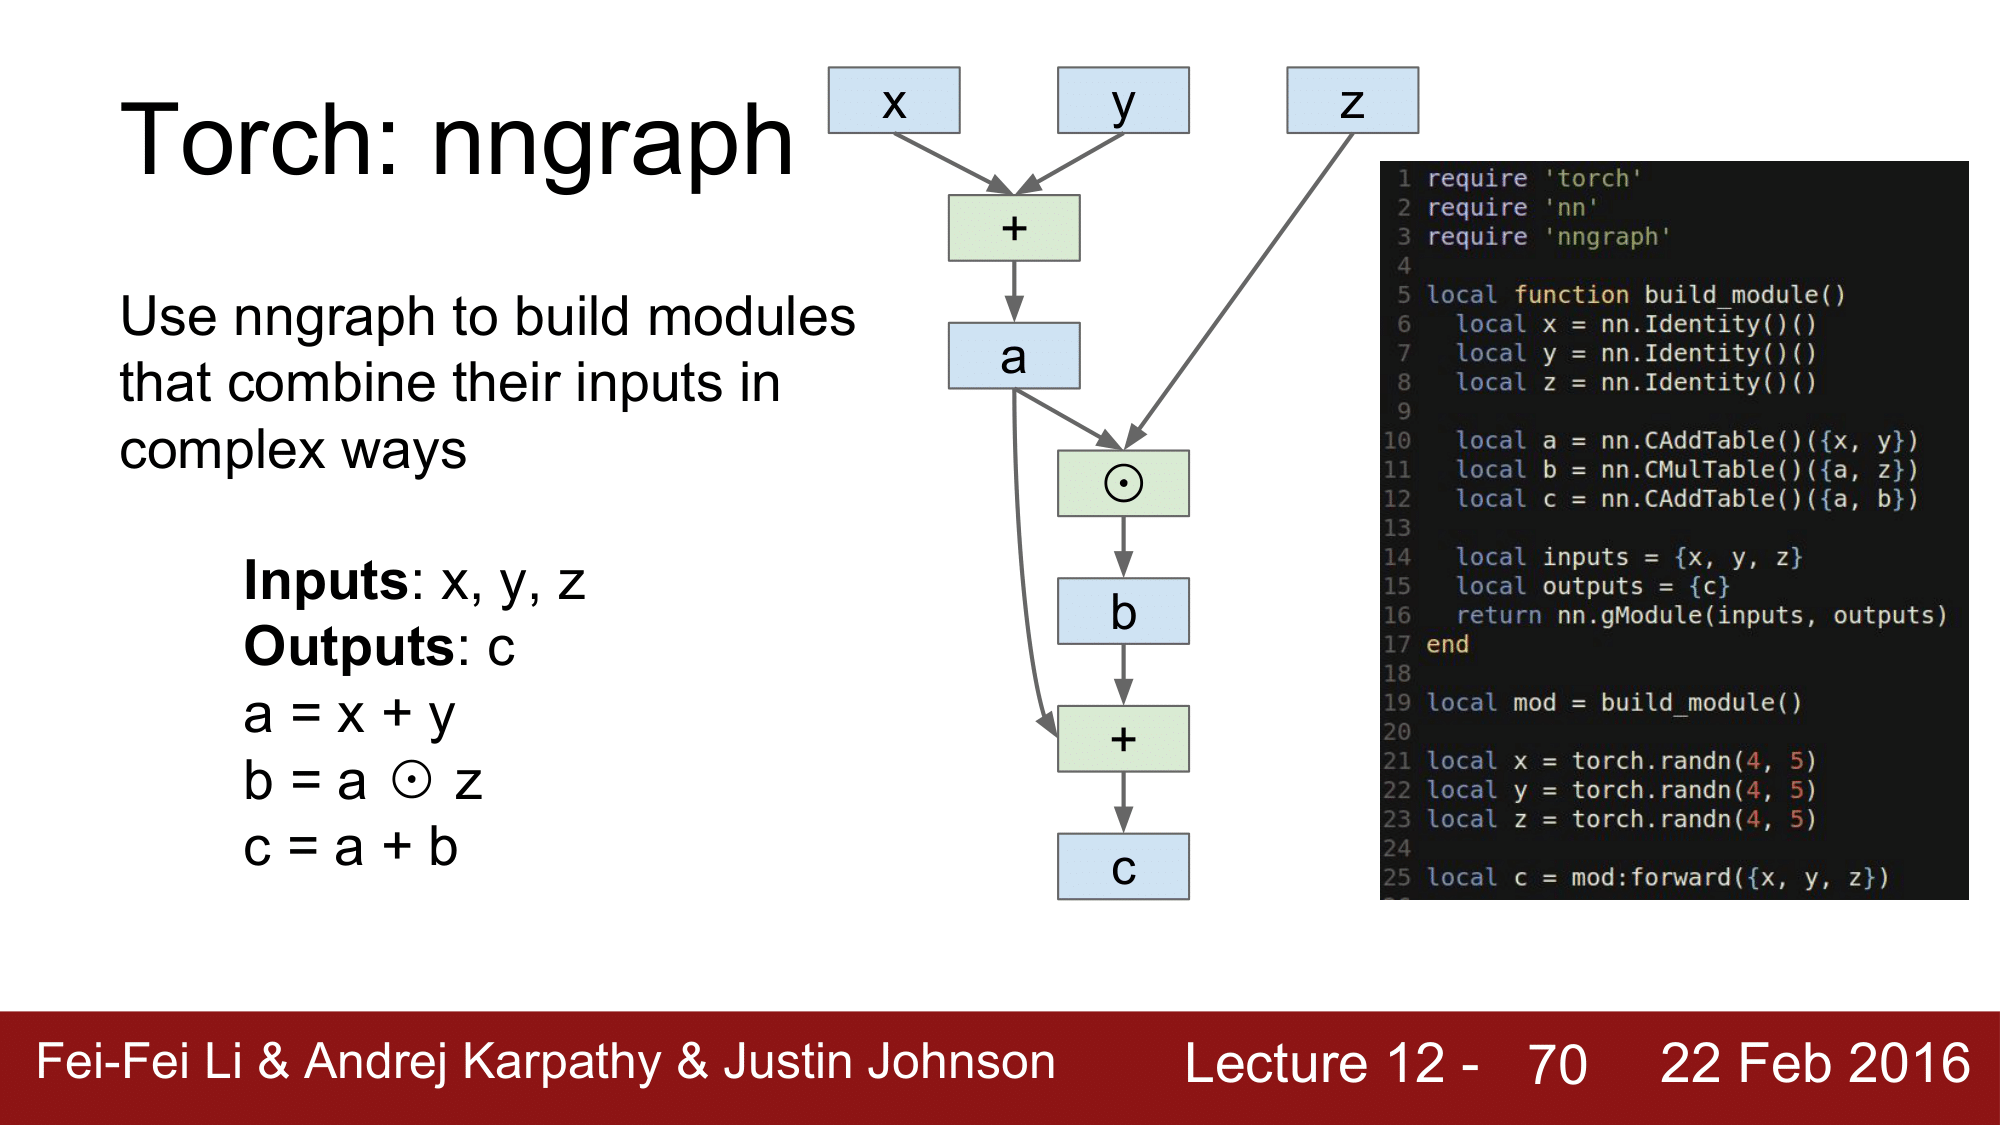 Torch: nngraph
Use nngraph to build modules
that combine their inputs in
complex ways
Inputs: x, y, z
Outputs: c
a = x + y
b = a ⊙ z
c = a + b
x
y
z
+
a
⊙
b
+
c
1 require 'torch'
2 require 'nn'
3 require 'nngraph'
4
5 local function build_module()
6   local x = nn.Identity()()
7   local y = nn.Identity()()
8   local z = nn.Identity()()
9
10   local a = nn.CAddTable()({x, y})
11   local b = nn.CMulTable()({a, z})
12   local c = nn.CAddTable()({a, b})
13
14   local inputs = {x, y, z}
15   local outputs = {c}
16   return nn.gModule(inputs, outputs)
17 end
18
19 local mod = build_module()
20
21 local x = torch.randn(4, 5)
22 local y = torch.randn(4, 5)
23 local z = torch.randn(4, 5)
24
25 local c = mod:forward({x, y, z})
Fei-Fei Li & Andrej Karpathy & Justin Johnson
Lecture 12 - 70
22 Feb 2016